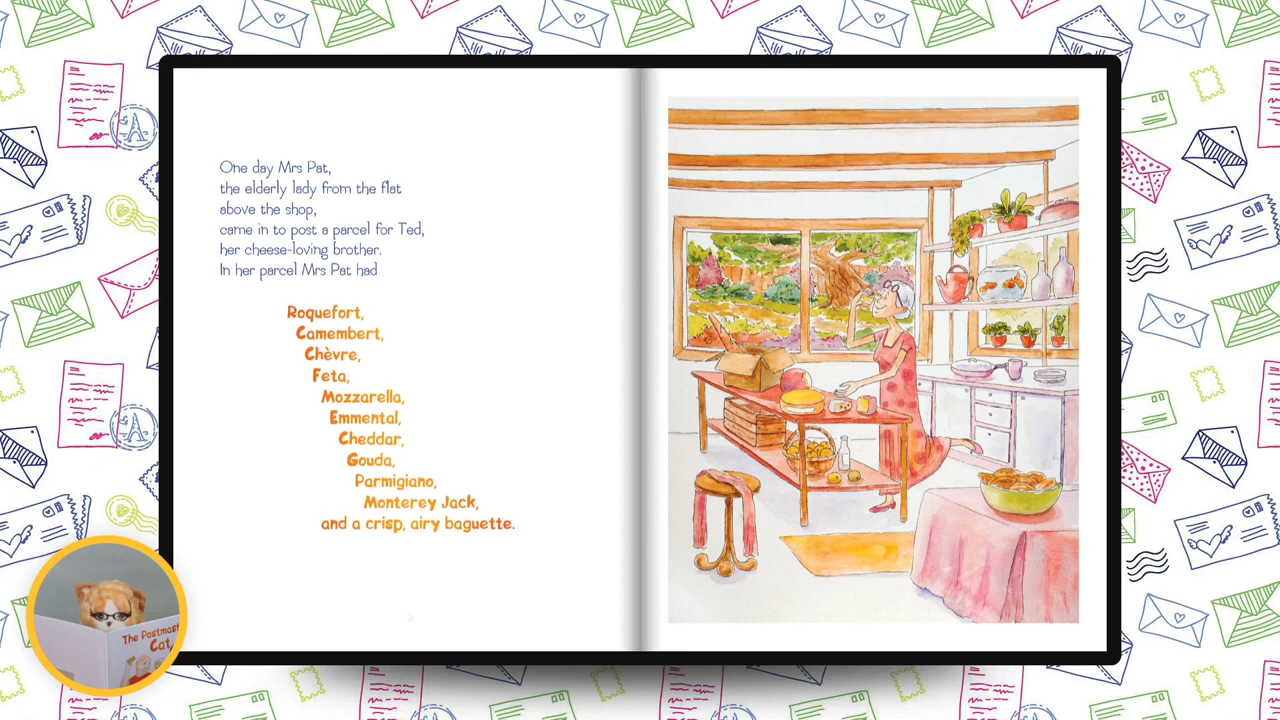 One day Mrs Pat,
the elderly lady from the flat
above the shop,
came in to post a parcel for Ted,
her cheese-loving brother.
In her parcel Mrs Pat had
Roquefort,
Camembert,
Chèvre,
Feta,
Mozzarella,
Emmental,
Cheddar,
Gouda,
Parmigiano,
Monterey Jack,
and a crisp, airy baguette.
The Postmast
Cat